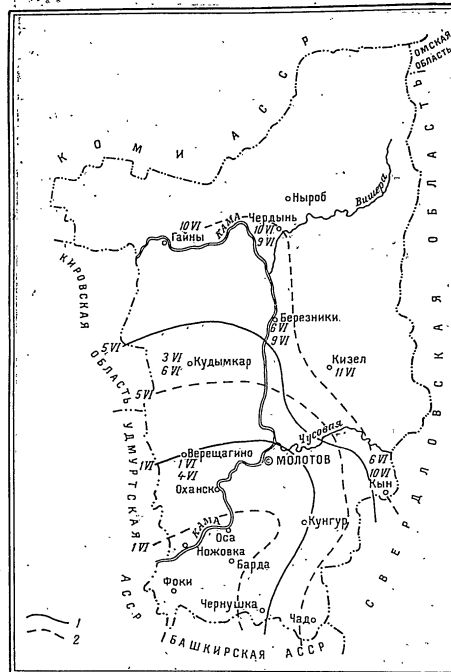 ОМСКАЯ
ОБЛАСТЬ
КОМИ АССР
СВЕРДЛОВСКАЯ ОБЛАСТЬ
Ныроб
Вишера
КАМА
Чердынь
10 VI
10 VI
9 VI
Гайны
КИРОВСКАЯ
ОБЛАСТЬ
Березники
6 VI
9 VI
5 VI
3 VI
6 VI
Кудымкар
Кизел
11 VI
5 VI
УДМУРТСКАЯ
АССР
Чусовая
1 VI
Верещагино
1 VI
4 VI
МОЛОТОВ
6 VI
10 VI
Кын
Оханск
КАМА
1 VI
Оса
Кунгур
Ножовка
Барда
Фоки
Чернушка
Чад
1
2
БАШКИРСКАЯ АССР